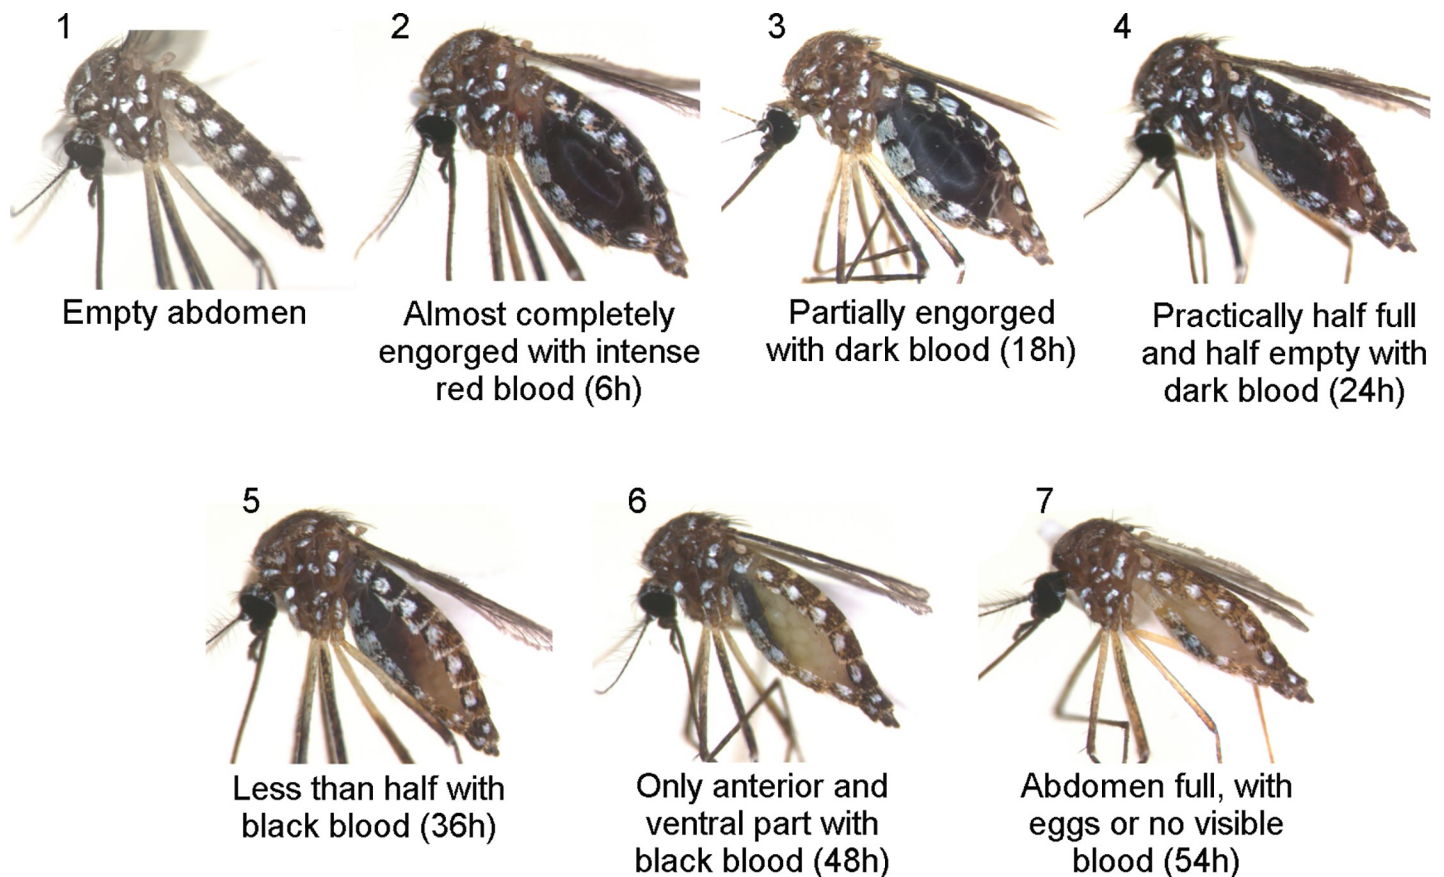 1
2
3
4
Empty abdomen
Almost completely
engorged with intense
red blood (6h)
Partially engorged
with dark blood (18h)
Practically half full
and half empty with
dark blood (24h)
5
6
7
Less than half with
black blood (36h)
Only anterior and
ventral part with
black blood (48h)
Abdomen full, with
eggs or no visible
blood (54h)